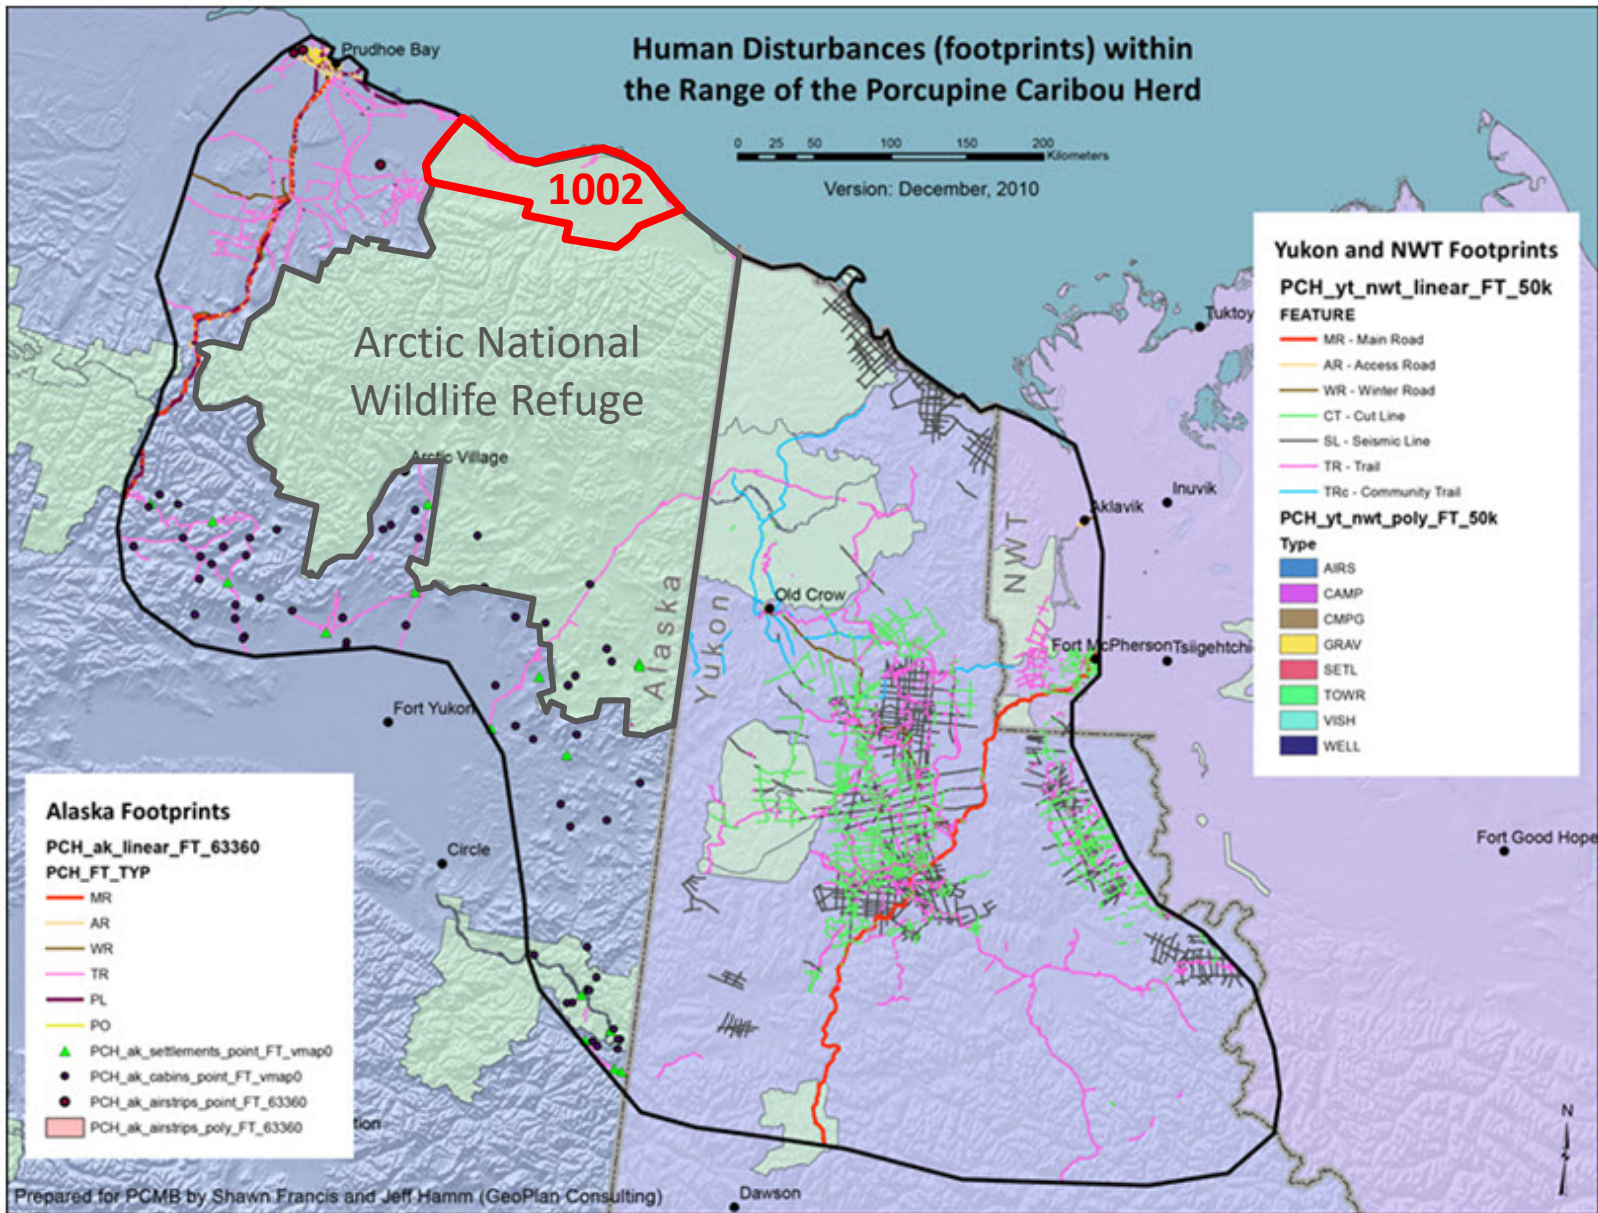 Human Disturbances (footprints) within
the Range of the Porcupine Caribou Herd
0 25 50 100 150 200
Kilometers
Version: December, 2010
Prudhoe Bay
1002
Arctic National
Wildlife Refuge
Arctic Village
Alaska
Yukon
NWT
Tuktoy
Inuvik
Aklavik
Old Crow
Fort McPherson
Tsiigehtchi
Fort Yukon
Circle
Fort Good Hope
Dawson
tion
N
Yukon and NWT Footprints
PCH_yt_nwt_linear_FT_50k
FEATURE
MR - Main Road
AR - Access Road
WR - Winter Road
CT - Cut Line
SL - Seismic Line
TR - Trail
TRc - Community Trail
PCH_yt_nwt_poly_FT_50k
Type
AIRS
CAMP
CMPG
GRAV
SETL
TOWR
VISH
WELL
Alaska Footprints
PCH_ak_linear_FT_63360
PCH_FT_TYP
MR
AR
WR
TR
PL
PO
PCH_ak_settlements_point_FT_vmap0
PCH_ak_cabins_point_FT_vmap0
PCH_ak_airstrips_point_FT_63360
PCH_ak_airstrips_poly_FT_63360
Prepared for PCMB by Shawn Francis and Jeff Hamm (GeoPlan Consulting)